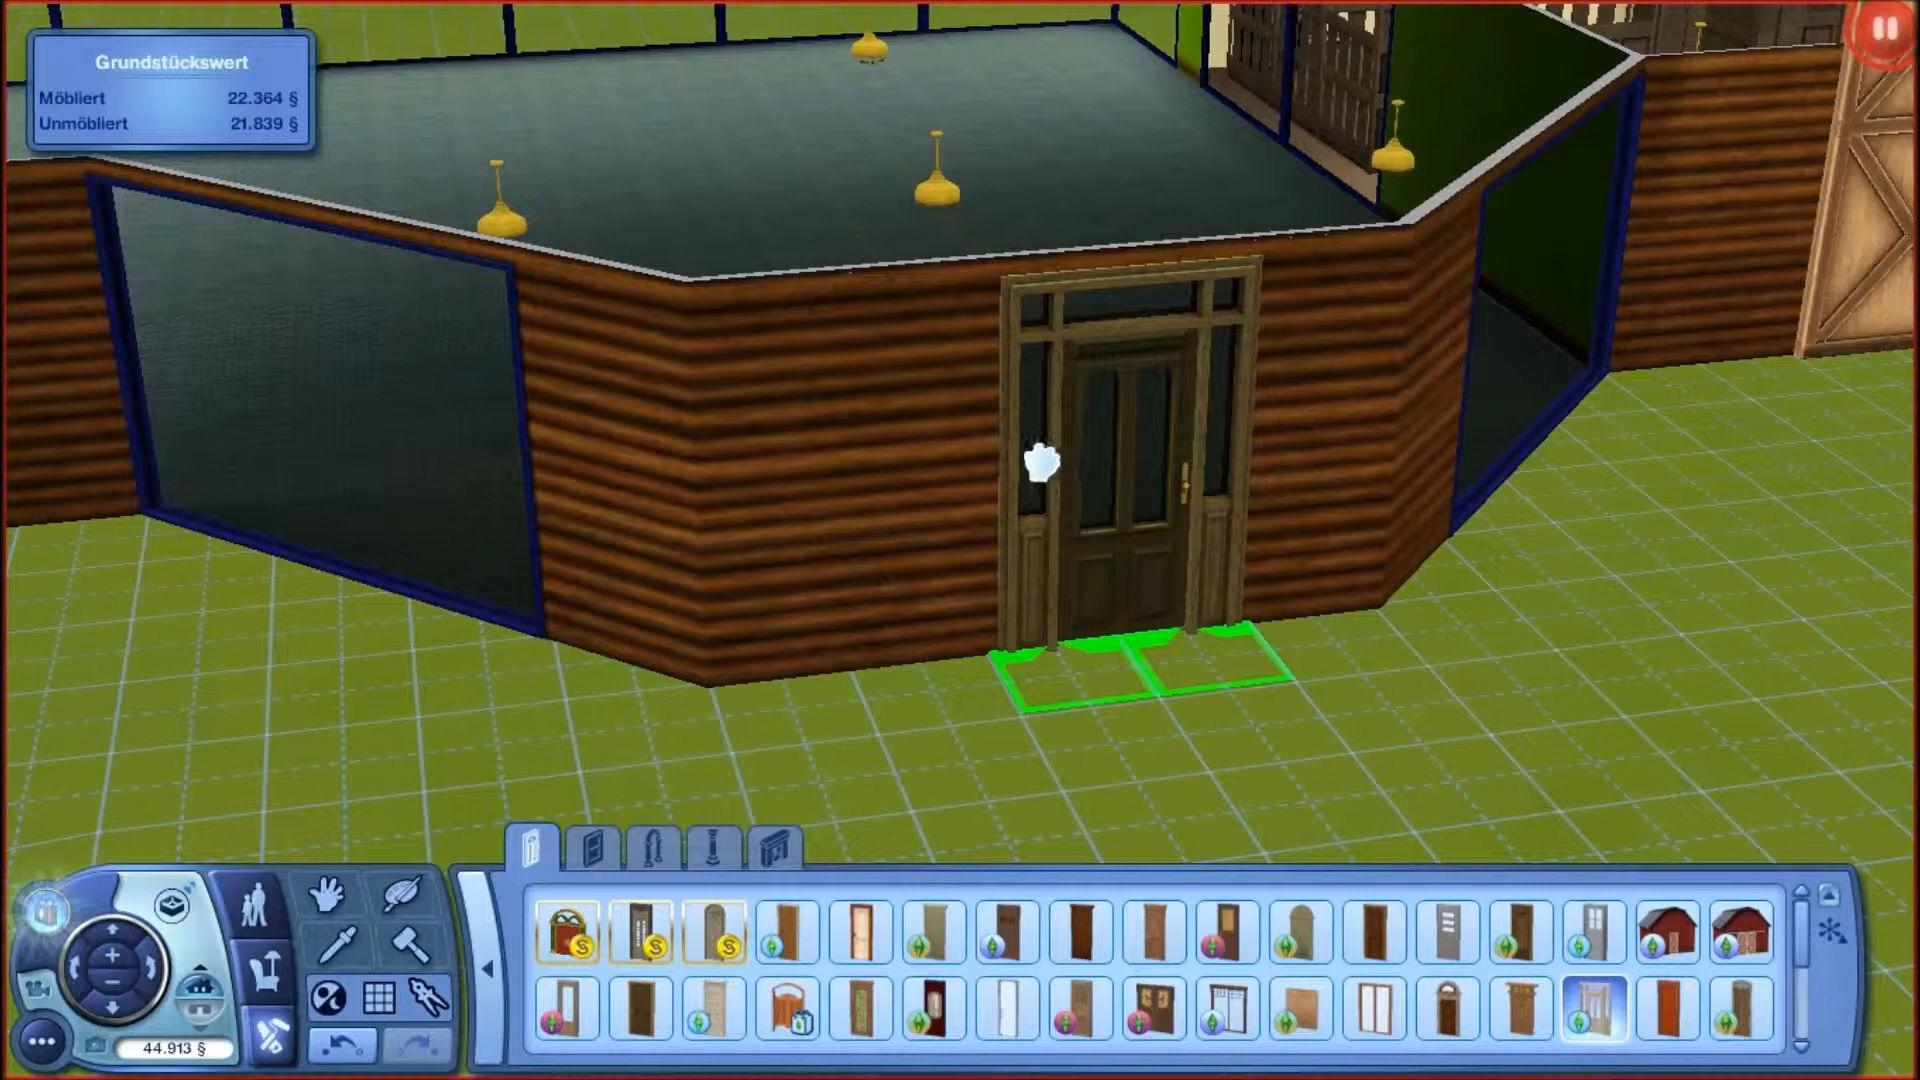 Grundstückswert
Möbliert 22.364 §
Unmöbliert 21.839 §
44.913 §